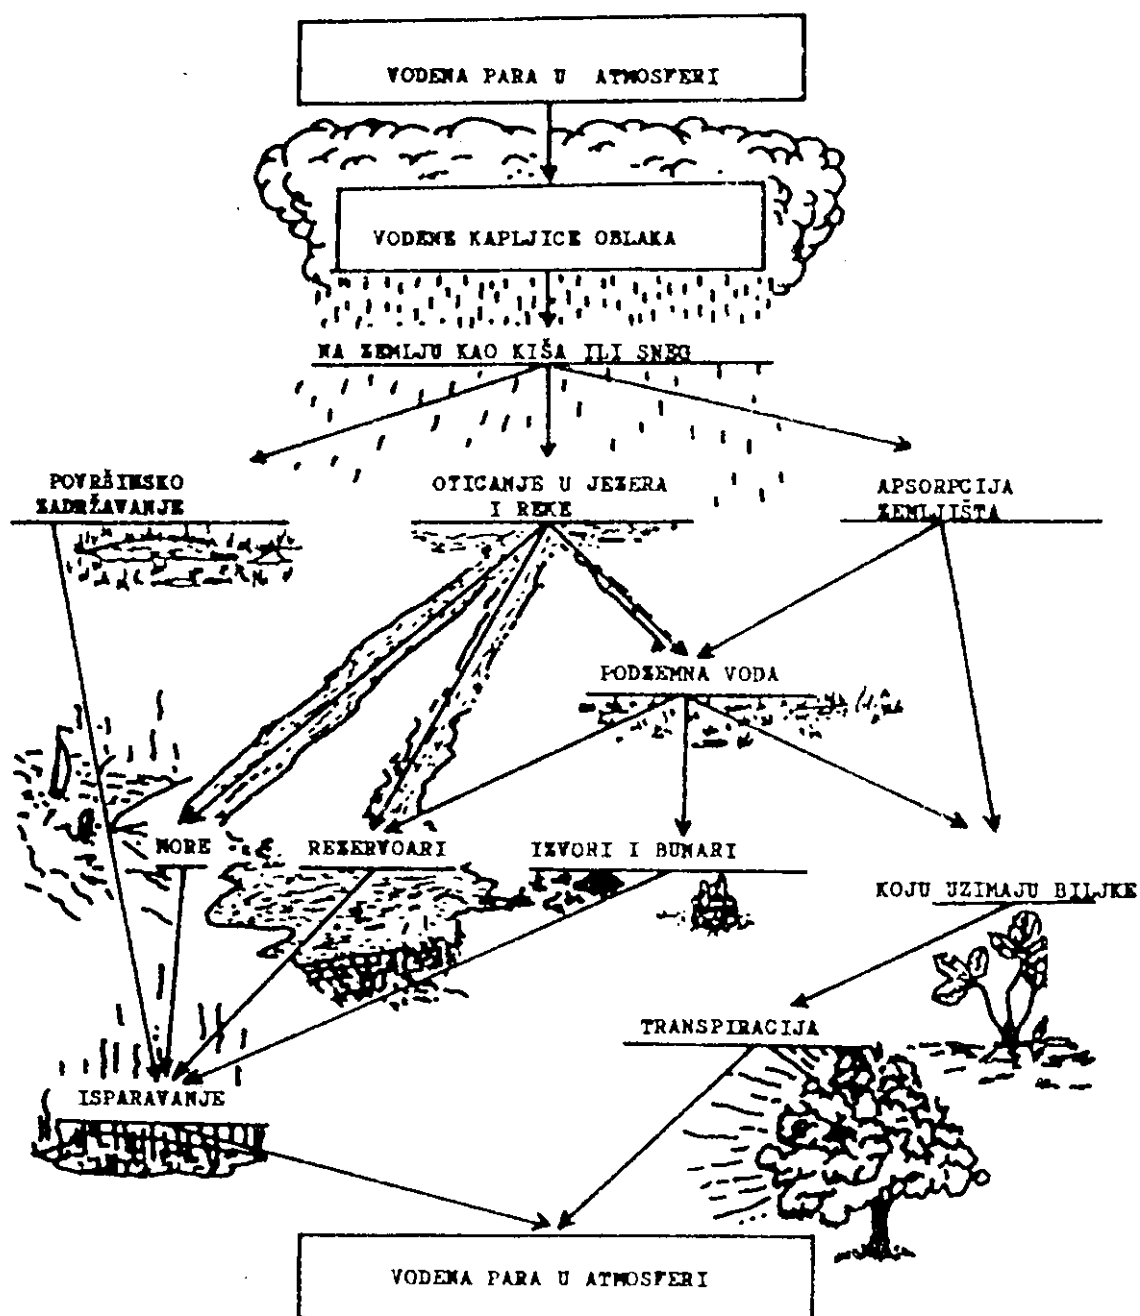 VODENA PARA U ATMOSFERI
VODENE KAPLJICE OBLAKA
NA ZEMLJU KAO KIŠA ILI SNEG
POVRŠINSKO
ZADRŽAVANJE
OTICANJE U JEZERA
I REKE
APSORPCIJA
ZEMLJIŠTA
PODZEMNA VODA
MORE
REZERVOARI
IZVORI I BUNARI
KOJU UZIMAJU BILJKE
TRANSPIRACIJA
ISPARAVANJE
VODENA PARA U ATMOSFERI